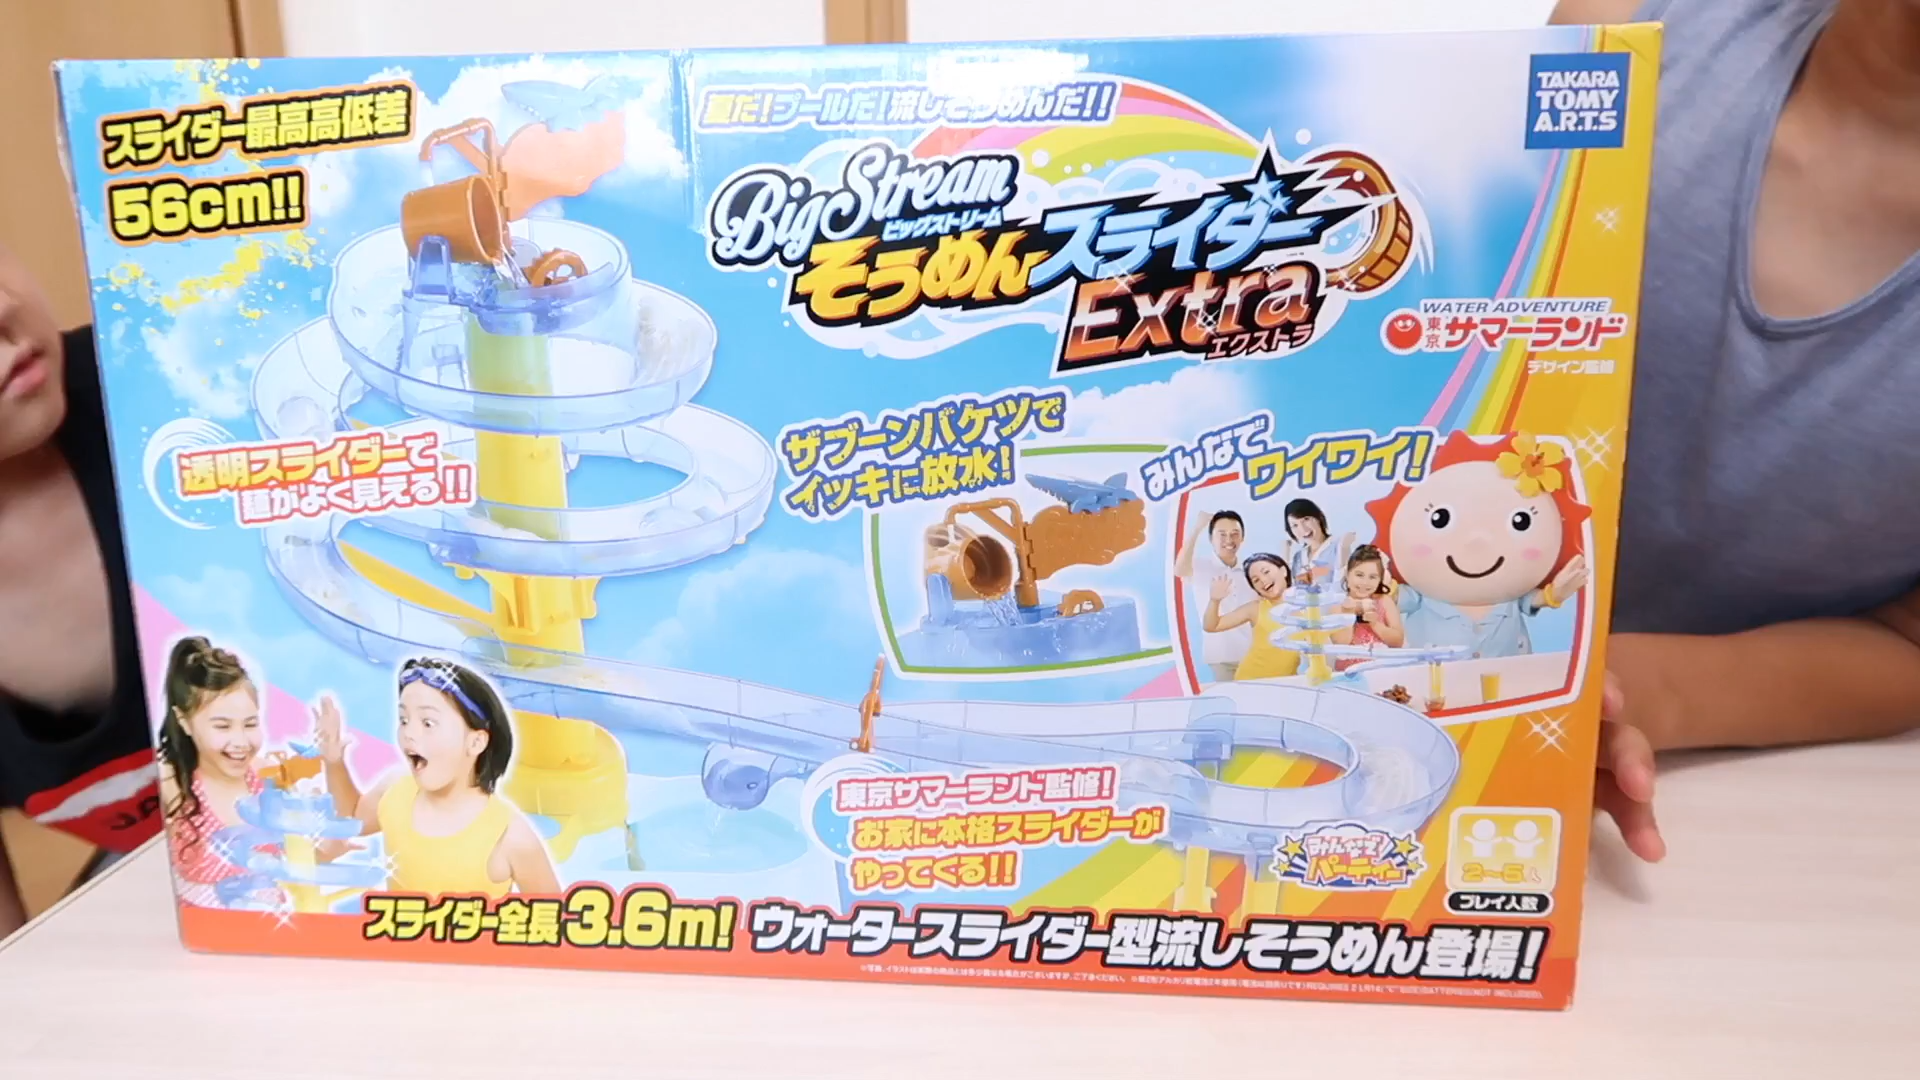 スライダー最高高低差
56cm!!
夏だ!プールだ!流しそうめんだ!!
TAKARA
TOMY
A.R.T.S
Big Stream
ビッグストリーム
そうめんスライダー
Extra
エクストラ
WATER ADVENTURE
東京サマーランド
デザイン監修
透明スライダーで
麺がよく見える!!
ザブーンバケツで
イッキに放水!
みんなで
ワイワイ!
東京サマーランド監修!
お家に本格スライダーが
やってくる!!
みんなで
パーティー
2〜5人
プレイ人数
スライダー全長3.6m! ウォータースライダー型流しそうめん登場!